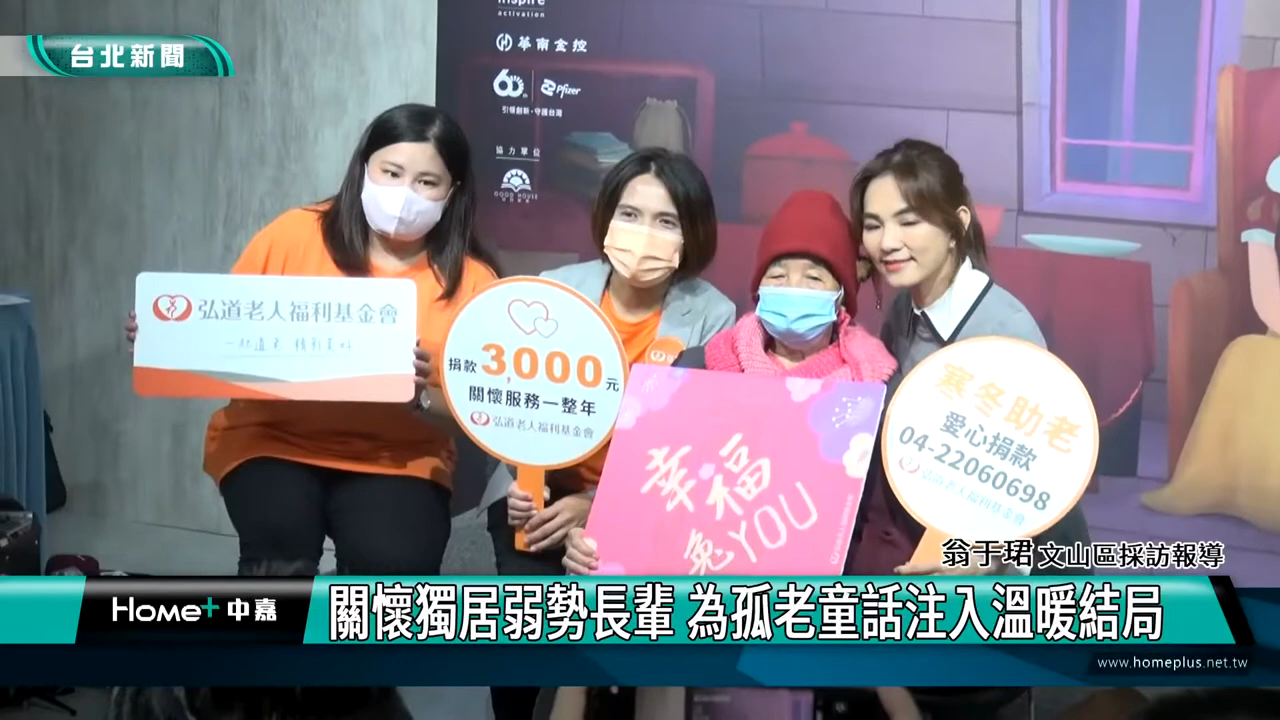 inspire
activation
台北新聞
華南金控
60th
Pfizer
引領創新·守護台灣
協力單位
GOOD HOUSE
弘道老人福利基金會
捐款3,000元
關懷服務一整年
弘道老人福利基金會
幸福
兔YOU
寒冬助老
愛心捐款
04-22060698
弘道老人福利基金會
翁于珺 文山區採訪報導
Home+ 中嘉
關懷獨居弱勢長輩 為孤老童話注入溫暖結局
www.homeplus.net.tw